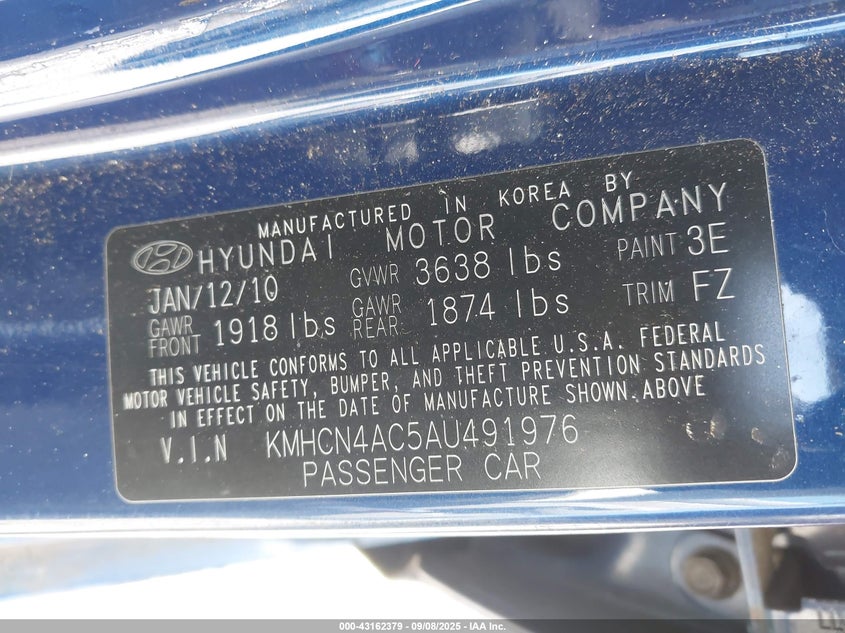 MANUFACTURED IN KOREA BY
HYUNDAI MOTOR COMPANY
JAN/12/10 GVWR 3638 lbs PAINT 3E
GAWR FRONT 1918 lbs GAWR REAR 1874 lbs TRIM FZ
THIS VEHICLE CONFORMS TO ALL APPLICABLE U.S.A. FEDERAL
MOTOR VEHICLE SAFETY, BUMPER, AND THEFT PREVENTION STANDARDS
IN EFFECT ON THE DATE OF MANUFACTURE SHOWN ABOVE
V.I.N KMHCN4AC5AU491976
PASSENGER CAR
000-43162379 - 09/08/2025 - IAA Inc.